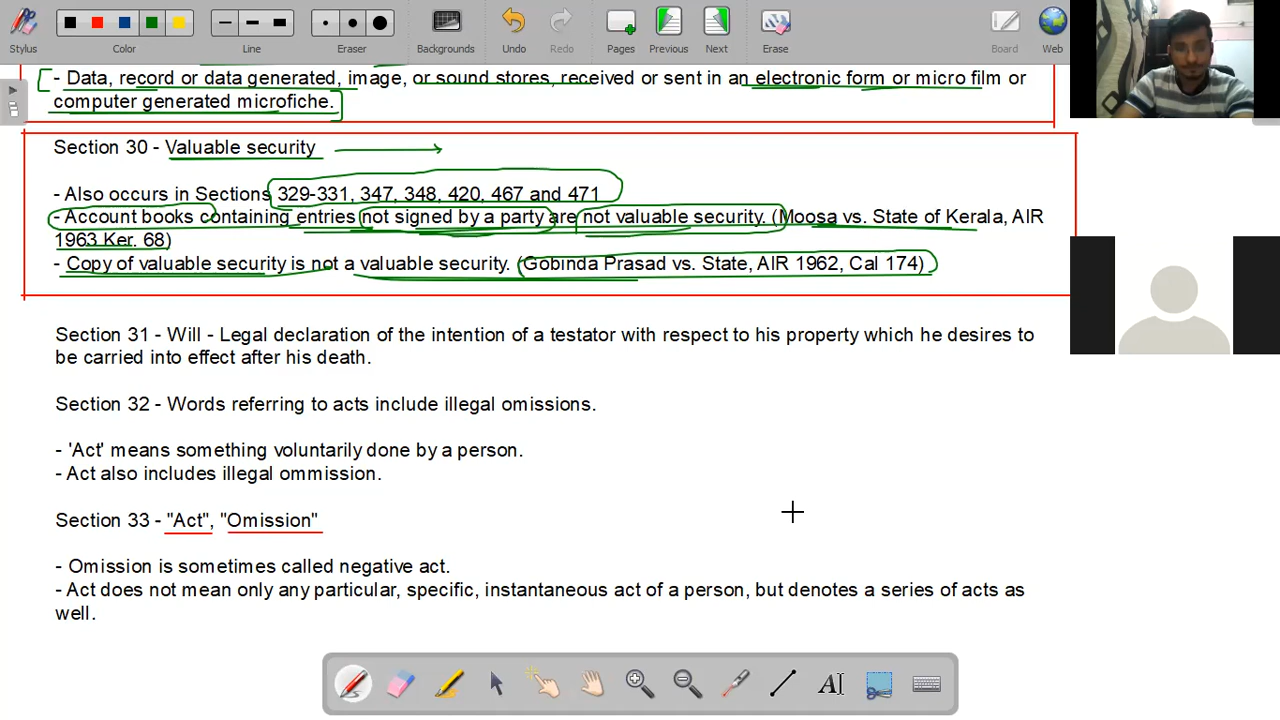 Stylus Color Line Eraser Backgrounds Undo Redo Pages Previous Next Erase Board Web
- Data, record or data generated, image, or sound stores, received or sent in an electronic form or micro film or
computer generated microfiche.
Section 30 - Valuable security
- Also occurs in Sections 329-331, 347, 348, 420, 467 and 471
- Account books containing entries not signed by a party are not valuable security. (Moosa vs. State of Kerala, AIR
1963 Ker. 68)
- Copy of valuable security is not a valuable security. (Gobinda Prasad vs. State, AIR 1962, Cal 174)
Section 31 - Will - Legal declaration of the intention of a testator with respect to his property which he desires to
be carried into effect after his death.
Section 32 - Words referring to acts include illegal omissions.
- 'Act' means something voluntarily done by a person.
- Act also includes illegal ommission.
Section 33 - "Act", "Omission"
- Omission is sometimes called negative act.
- Act does not mean only any particular, specific, instantaneous act of a person, but denotes a series of acts as
well.